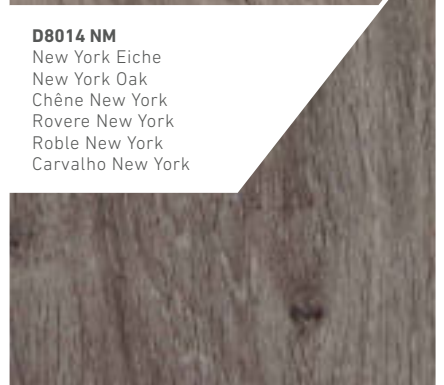 D8014 NM
New York Eiche
New York Oak
Chêne New York
Rovere New York
Roble New York
Carvalho New York